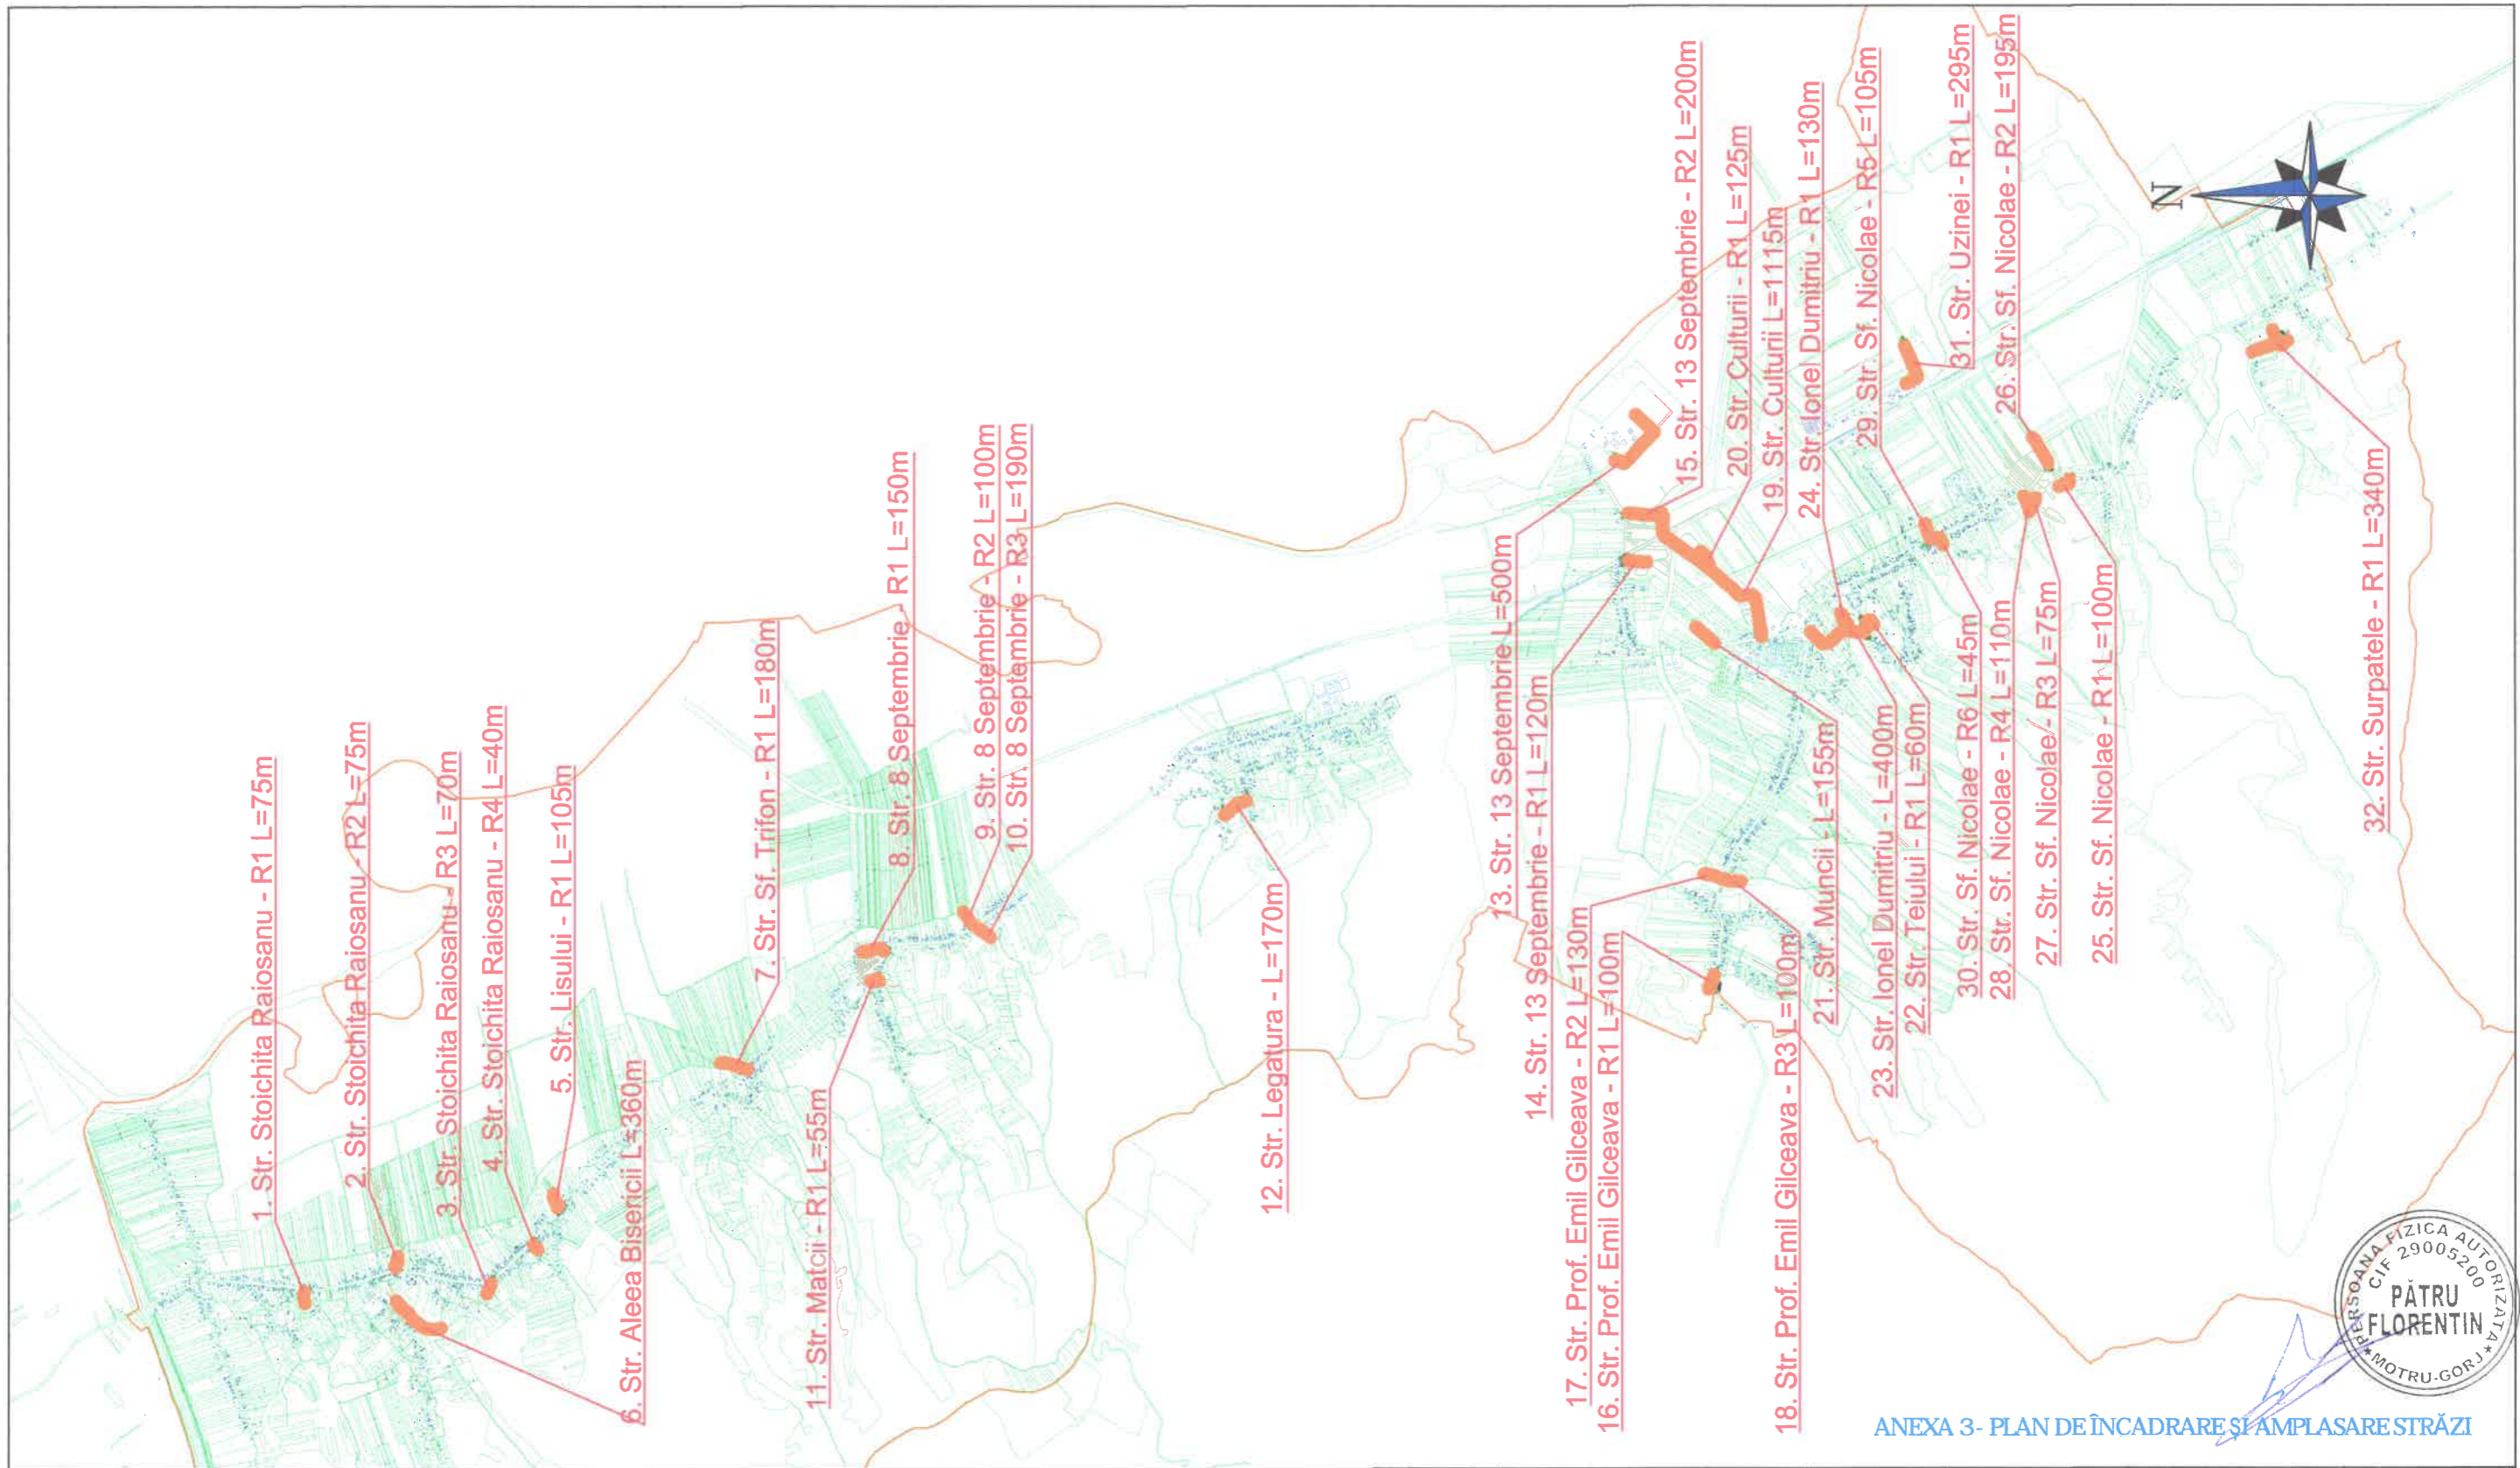 1. Str. Stoichita Raiosanu - R1 L=75m
2. Str. Stoichita Raiosanu - R2 L=75m
3. Str. Stoichita Raiosanu - R3 L=70m
4. Str. Stoichita Raiosanu - R4 L=40m
5. Str. Lisului - R1 L=105m
6. Str. Aleea Bisericii L=360m
7. Str. Sf. Trifon - R1 L=180m
8. Str. 8 Septembrie R1 L=150m
9. Str. 8 Septembrie - R2 L=100m
10. Str. 8 Septembrie - R3 L=190m
11. Str. Matcii - R1 L=55m
12. Str. Legatura - L=170m
13. Str. 13 Septembrie L=500m
14. Str. 13 Septembrie - R1 L=120m
17. Str. Prof. Emil Gilceava - R2 L=130m
16. Str. Prof. Emil Gilceava - R1 L=100m
18. Str. Prof. Emil Gilceava - R3 L=100m
15. Str. 13 Septembrie - R2 L=200m
20. Str. Culturii - R1 L=125m
19. Str. Culturii L=1115m
24. Str. Ionel Dumitriu - R1 L=130m
21. Str. Muncii - L=155m
23. Str. Ionel Dumitriu - L=400m
22. Str. Teiului - R1 L=60m
29. Str. Sf. Nicolae - R5 L=105m
31. Str. Uzinei - R1 L=295m
26. Str. Sf. Nicolae - R2 L=195m
30. Str. Sf. Nicolae - R6 L=45m
28. Str. Sf. Nicolae - R4 L=110m
27. Str. Sf. Nicolae - R3 L=75m
25. Str. Sf. Nicolae - R1 L=100m
32. Str. Surpatele - R1 L=340m
N
PERSOANA FIZICA AUTORIZATA
CIF 29005200
PĂTRU
FLORENTIN
★ MOTRU-GORJ ★
ANEXA 3- PLAN DE ÎNCADRARE ȘI AMPLASARE STRĂZI